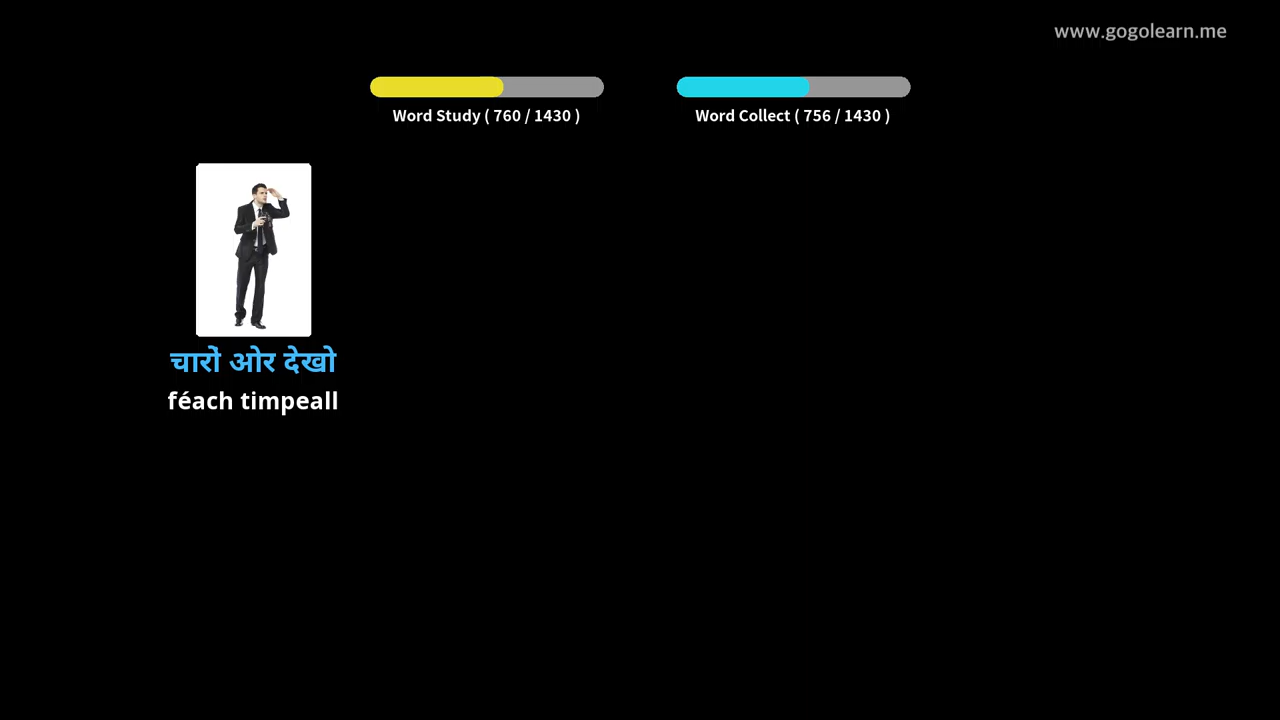 www.gogolearn.me
Word Study ( 760 / 1430 )
Word Collect ( 756 / 1430 )
चारों ओर देखो
féach timpeall